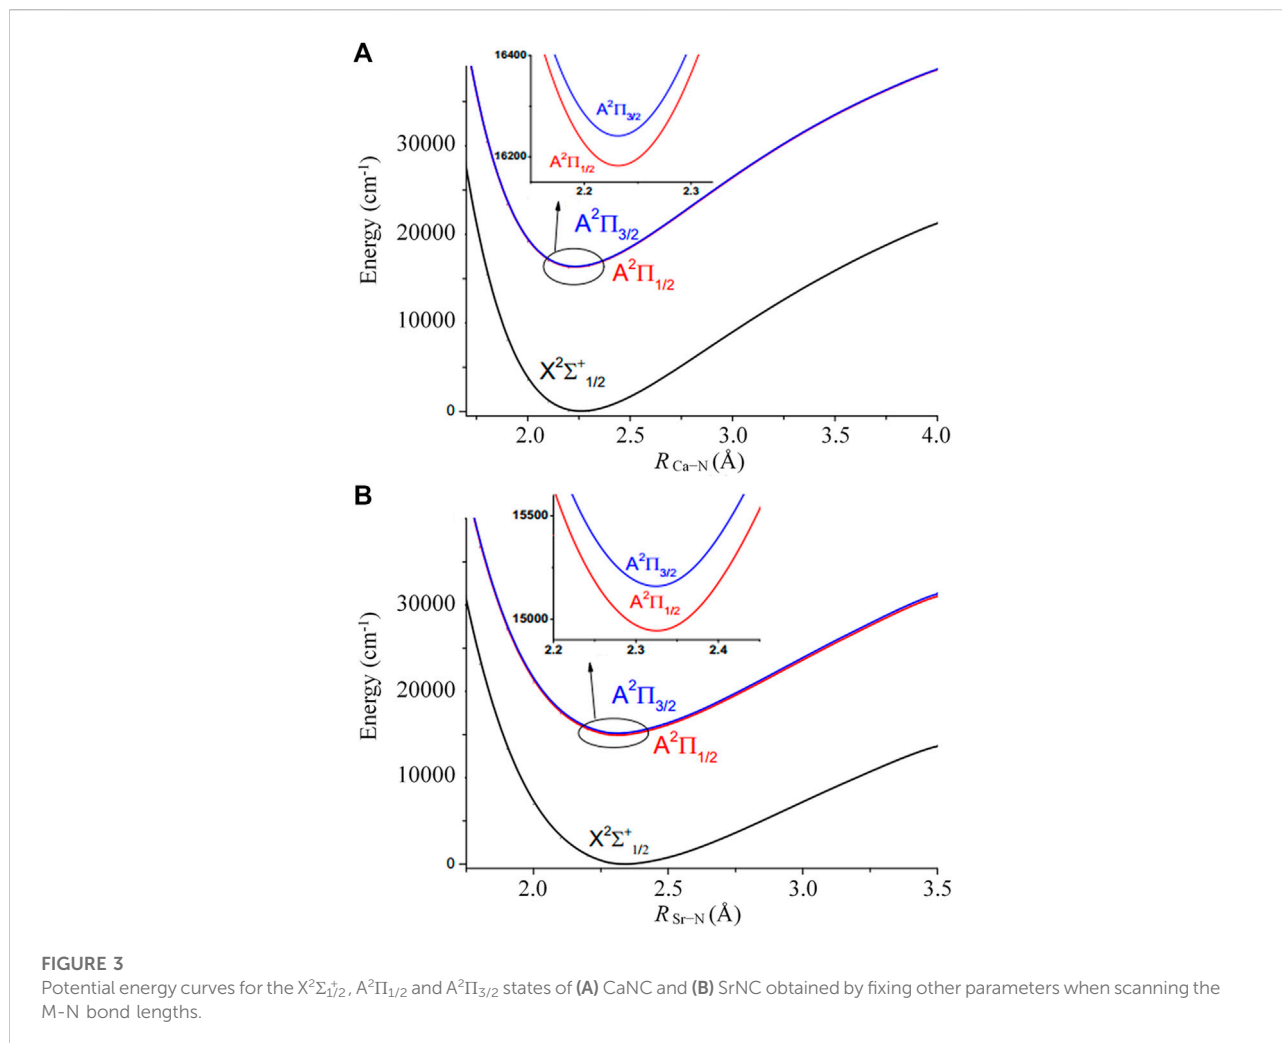 A
16400
16200
A²Π₃/₂
A²Π₁/₂
2.2 2.3
30000
20000
10000
0
Energy (cm⁻¹)
A²Π₃/₂
A²Π₁/₂
X²Σ⁺₁/₂
2.0 2.5 3.0 3.5 4.0
R Ca−N (Å)
B
15500
15000
A²Π₃/₂
A²Π₁/₂
2.2 2.3 2.4
30000
20000
10000
0
Energy (cm⁻¹)
A²Π₃/₂
A²Π₁/₂
X²Σ⁺₁/₂
2.0 2.5 3.0 3.5
R Sr−N (Å)
FIGURE 3
Potential energy curves for the X²Σ⁺₁/₂, A²Π₁/₂ and A²Π₃/₂ states of (A) CaNC and (B) SrNC obtained by fixing other parameters when scanning the
M-N bond lengths.